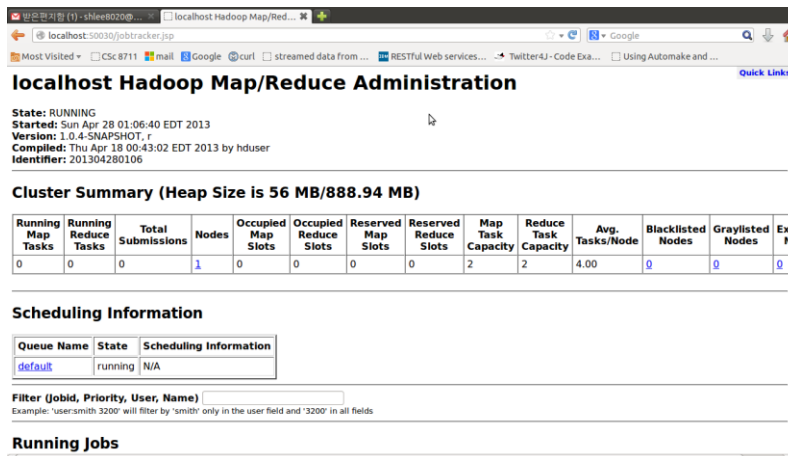 받은편지함 (1) - shlee8020@...
localhost Hadoop Map/Red...
localhost:50030/jobtracker.jsp
Google
Most Visited
CSc 8711
mail
Google
curl
streamed data from ...
RESTful Web services...
Twitter4J - Code Exa...
Using Automake and ...
localhost Hadoop Map/Reduce Administration
Quick Links
State: RUNNING
Started: Sun Apr 28 01:06:40 EDT 2013
Version: 1.0.4-SNAPSHOT, r
Compiled: Thu Apr 18 00:43:02 EDT 2013 by hduser
Identifier: 201304280106
Cluster Summary (Heap Size is 56 MB/888.94 MB)
Running Map Tasks
Running Reduce Tasks
Total Submissions
Nodes
Occupied Map Slots
Occupied Reduce Slots
Reserved Map Slots
Reserved Reduce Slots
Map Task Capacity
Reduce Task Capacity
Avg. Tasks/Node
Blacklisted Nodes
Graylisted Nodes
0 0 0 1 0 0 0 0 2 2 4.00 0 0 0
Scheduling Information
Queue Name State Scheduling Information
default running N/A
Filter (Jobid, Priority, User, Name)
Example: 'user:smith 3200' will filter by 'smith' only in the user field and '3200' in all fields
Running Jobs